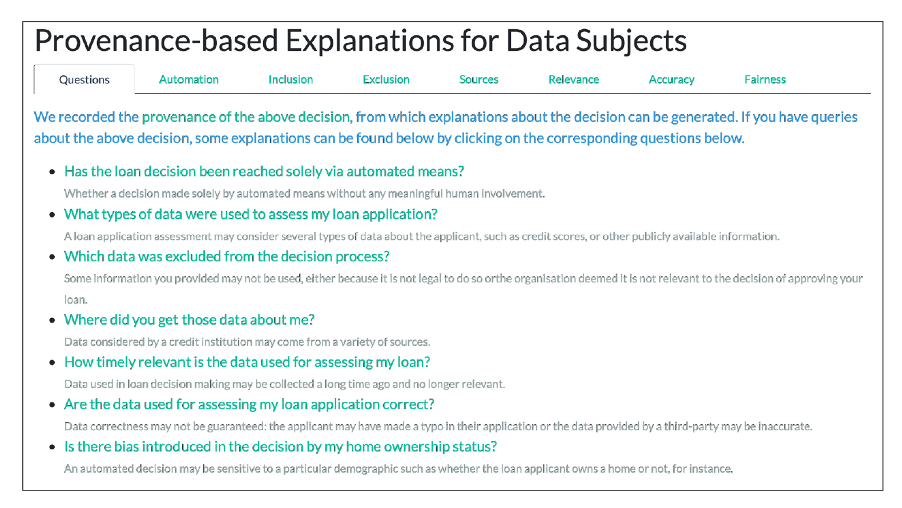 Provenance-based Explanations for Data Subjects
Questions Automation Inclusion Exclusion Sources Relevance Accuracy Fairness
We recorded the provenance of the above decision, from which explanations about the decision can be generated. If you have queries
about the above decision, some explanations can be found below by clicking on the corresponding questions below.
• Has the loan decision been reached solely via automated means?
Whether a decision made solely by automated means without any meaningful human involvement.
• What types of data were used to assess my loan application?
A loan application assessment may consider several types of data about the applicant, such as credit scores, or other publicly available information.
• Which data was excluded from the decision process?
Some information you provided may not be used, either because it is not legal to do so orthe organisation deemed it is not relevant to the decision of approving your
loan.
• Where did you get those data about me?
Data considered by a credit institution may come from a variety of sources.
• How timely relevant is the data used for assessing my loan?
Data used in loan decision making may be collected a long time ago and no longer relevant.
• Are the data used for assessing my loan application correct?
Data correctness may not be guaranteed: the applicant may have made a typo in their application or the data provided by a third-party may be inaccurate.
• Is there bias introduced in the decision by my home ownership status?
An automated decision may be sensitive to a particular demographic such as whether the loan applicant owns a home or not, for instance.